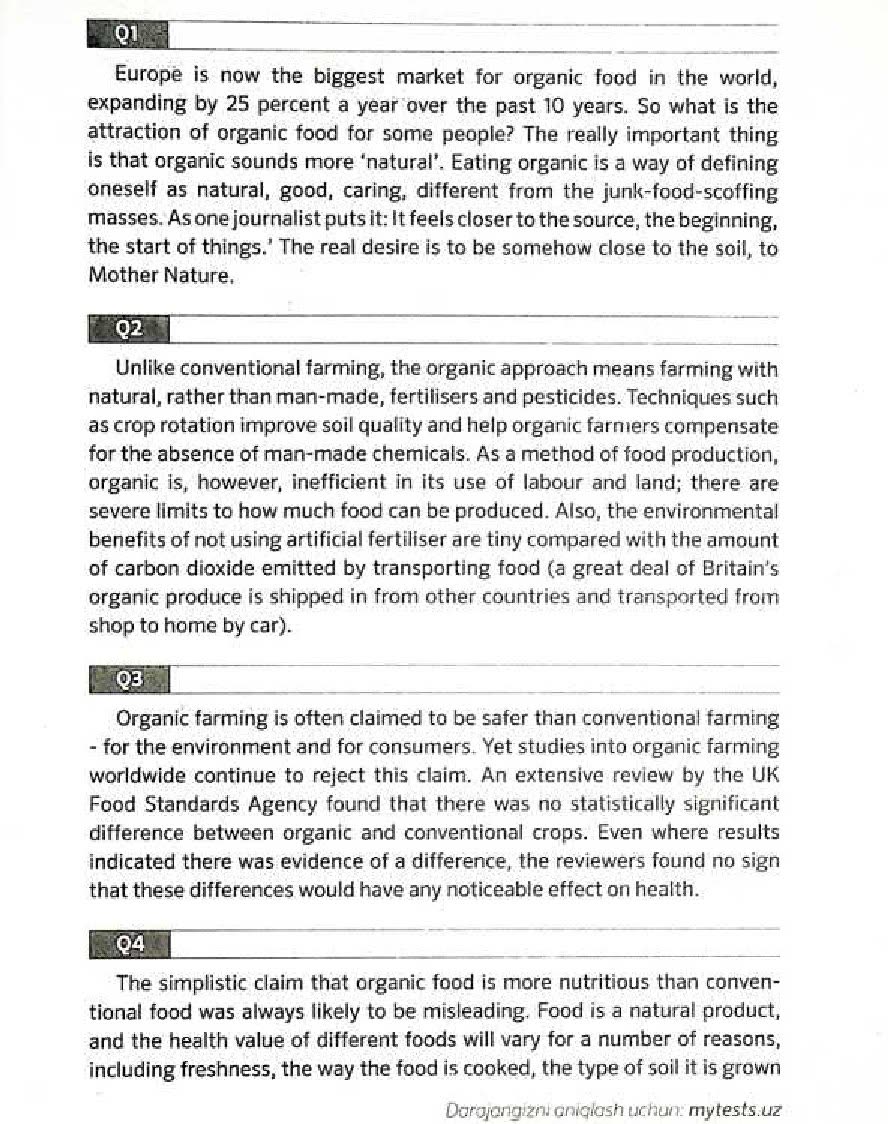 Q1
Europe is now the biggest market for organic food in the world,
expanding by 25 percent a year over the past 10 years. So what is the
attraction of organic food for some people? The really important thing
is that organic sounds more ‘natural’. Eating organic is a way of defining
oneself as natural, good, caring, different from the junk-food-scoffing
masses. As one journalist puts it: It feels closer to the source, the beginning,
the start of things.’ The real desire is to be somehow close to the soil, to
Mother Nature.
Q2
Unlike conventional farming, the organic approach means farming with
natural, rather than man-made, fertilisers and pesticides. Techniques such
as crop rotation improve soil quality and help organic farmers compensate
for the absence of man-made chemicals. As a method of food production,
organic is, however, inefficient in its use of labour and land; there are
severe limits to how much food can be produced. Also, the environmental
benefits of not using artificial fertiliser are tiny compared with the amount
of carbon dioxide emitted by transporting food (a great deal of Britain's
organic produce is shipped in from other countries and transported from
shop to home by car).
Q3
Organic farming is often claimed to be safer than conventional farming
- for the environment and for consumers. Yet studies into organic farming
worldwide continue to reject this claim. An extensive review by the UK
Food Standards Agency found that there was no statistically significant
difference between organic and conventional crops. Even where results
indicated there was evidence of a difference, the reviewers found no sign
that these differences would have any noticeable effect on health.
Q4
The simplistic claim that organic food is more nutritious than conven-
tional food was always likely to be misleading. Food is a natural product,
and the health value of different foods will vary for a number of reasons,
including freshness, the way the food is cooked, the type of soil it is grown
Darajangizni aniqlash uchun: mytests.uz